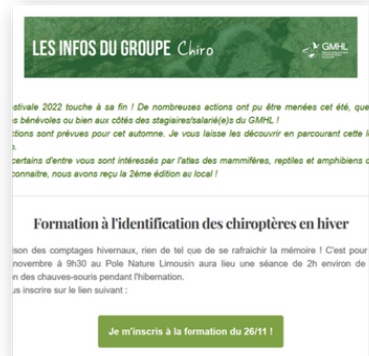 LES INFOS DU GROUPE Chiro
GMHL
estivale 2022 touche à sa fin ! De nombreuses actions ont pu être menées cet été, que
s bénévoles ou bien aux côtés des stagiaires/salarié(e)s du GMHL !
ctions sont prévues pour cet automne. Je vous laisse les découvrir en parcourant cette l
o.
certains d'entre vous sont intéressés par l'atlas des mammifères, reptiles et amphibiens d
connaitre, nous avons reçu la 2ème édition au local !
Formation à l'identification des chiroptères en hiver
ison des comptages hivernaux, rien de tel que de se rafraichir la mémoire ! C'est pour
novembre à 9h30 au Pole Nature Limousin aura lieu une séance de 2h environ de
on des chauves-souris pendant l'hibernation.
us inscrire sur le lien suivant :
Je m'inscris à la formation du 26/11 !